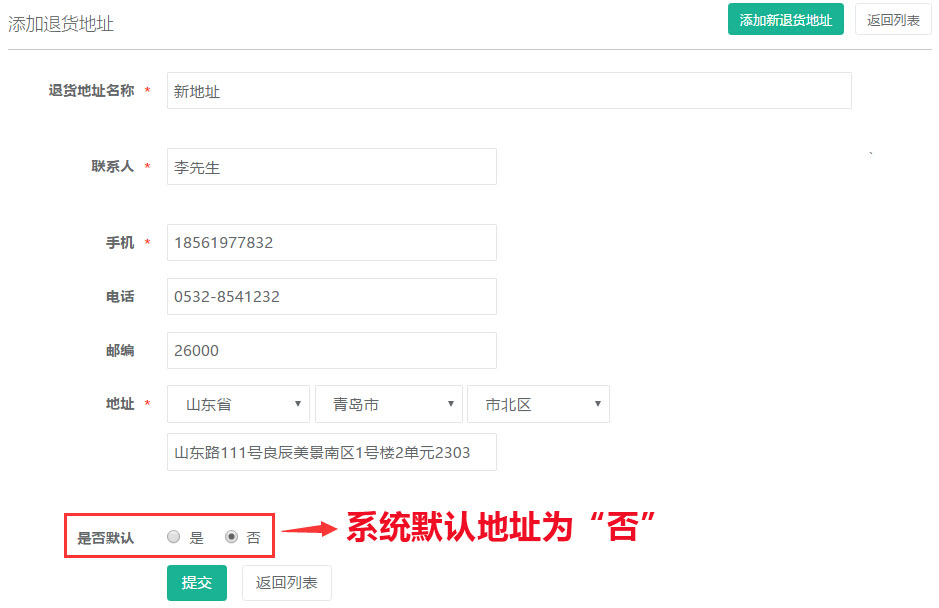 添加退货地址 添加新退货地址 返回列表
退货地址名称 * 新地址
联系人 * 李先生
手机 * 18561977832
电话 0532-8541232
邮编 26000
地址 * 山东省 青岛市 市北区
山东路111号良辰美景南区1号楼2单元2303
是否默认 是 否 系统默认地址为“否”
提交 返回列表